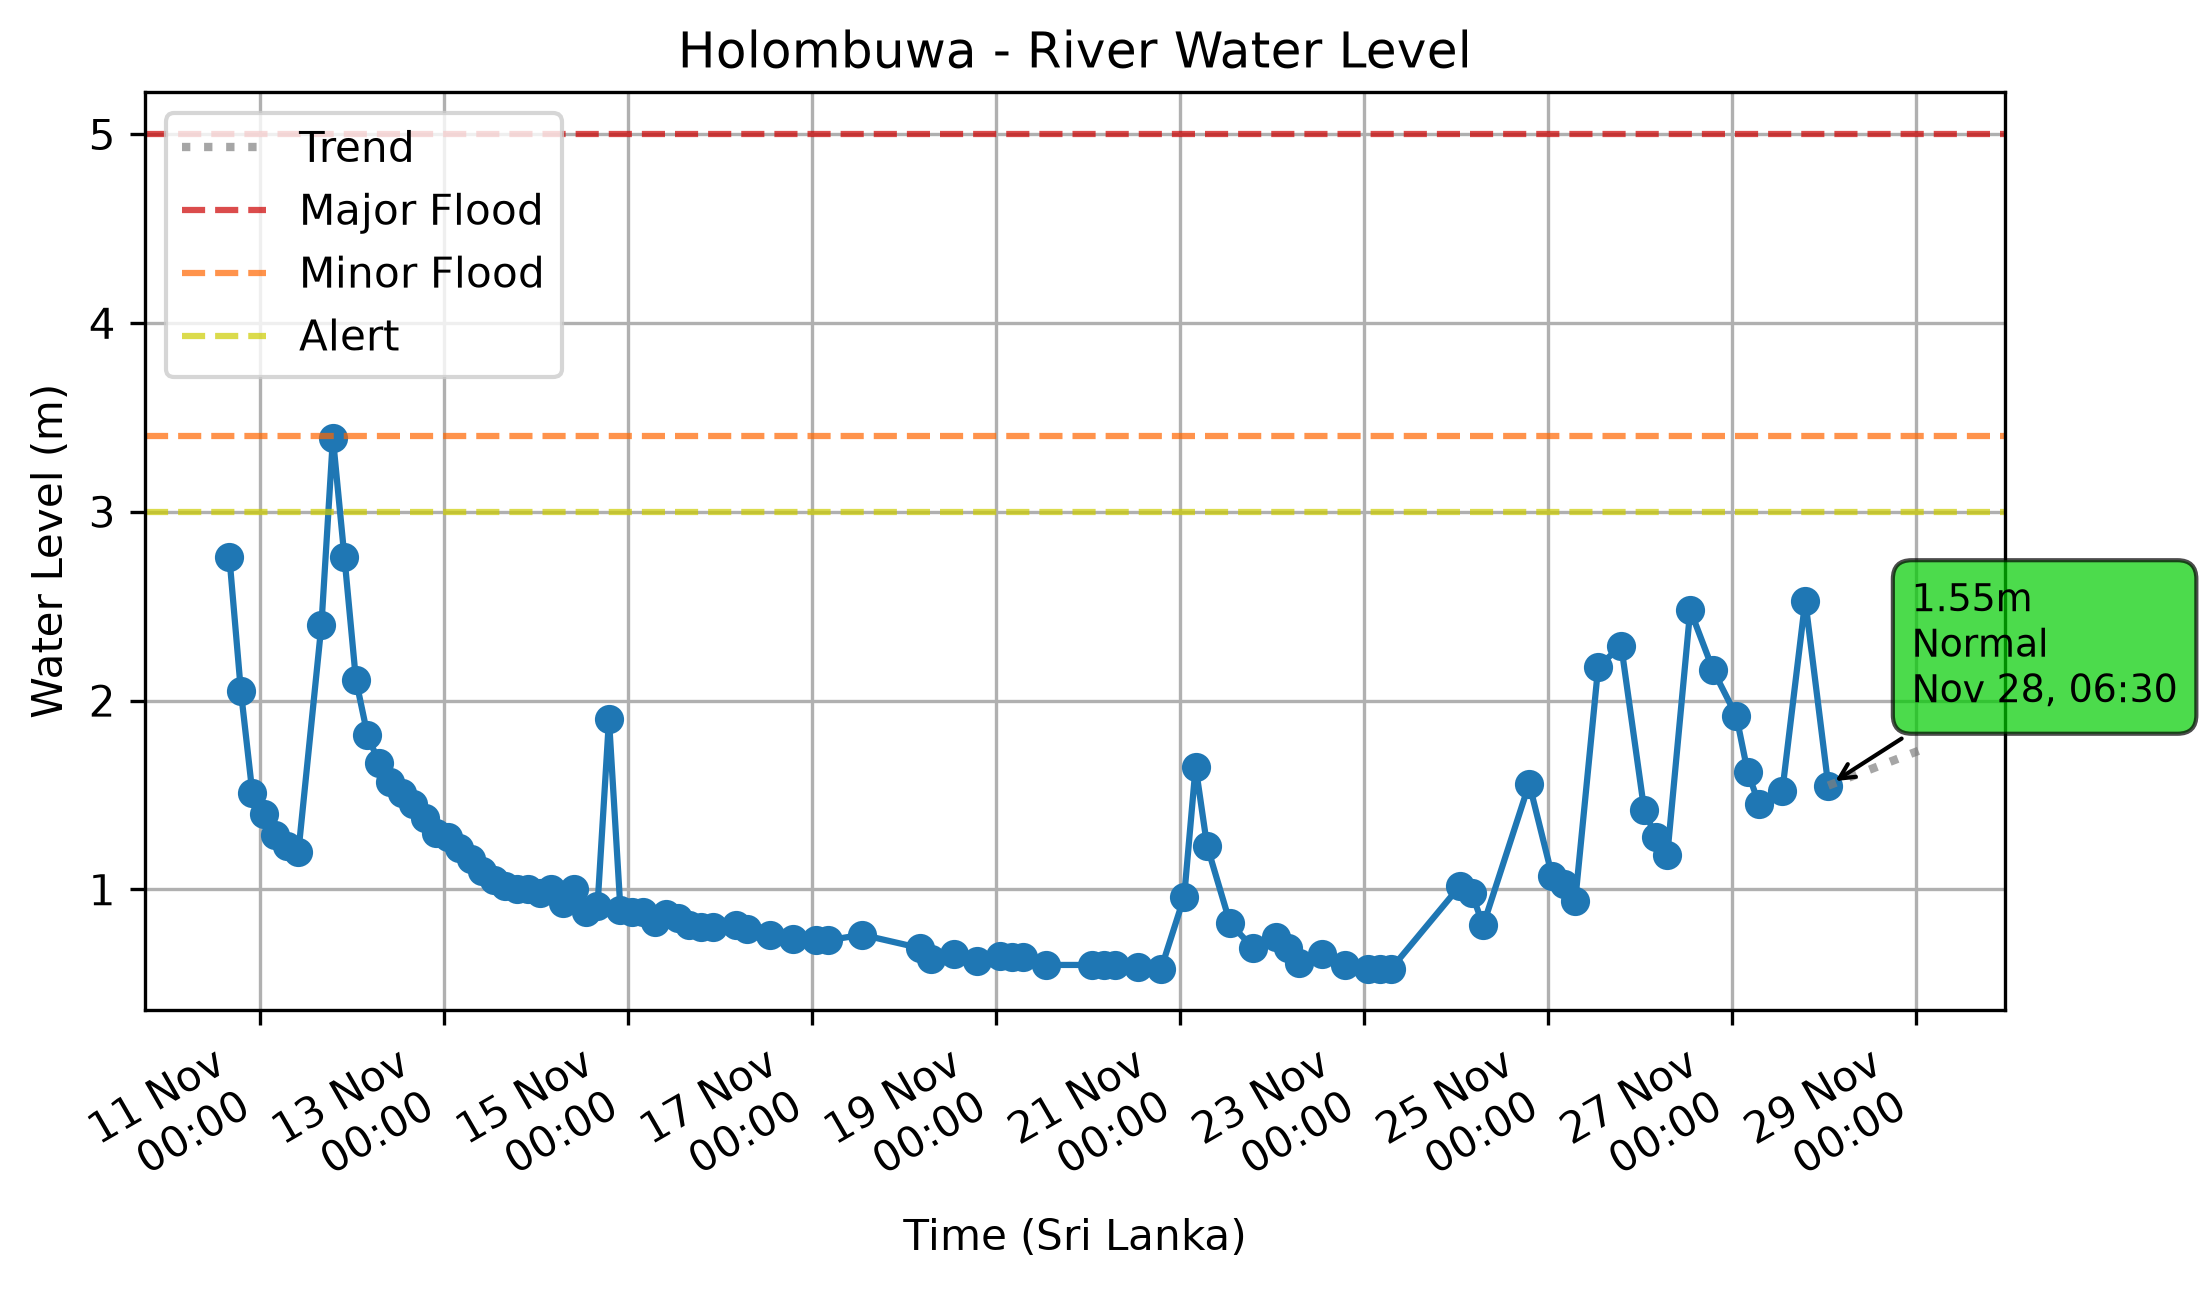 Holombuwa - River Water Level
Trend
Major Flood
Minor Flood
Alert
5
4
3
2
1
Water Level (m)
1.55m
Normal
Nov 28, 06:30
11 Nov
00:00
13 Nov
00:00
15 Nov
00:00
17 Nov
00:00
19 Nov
00:00
21 Nov
00:00
23 Nov
00:00
25 Nov
00:00
27 Nov
00:00
29 Nov
00:00
Time (Sri Lanka)